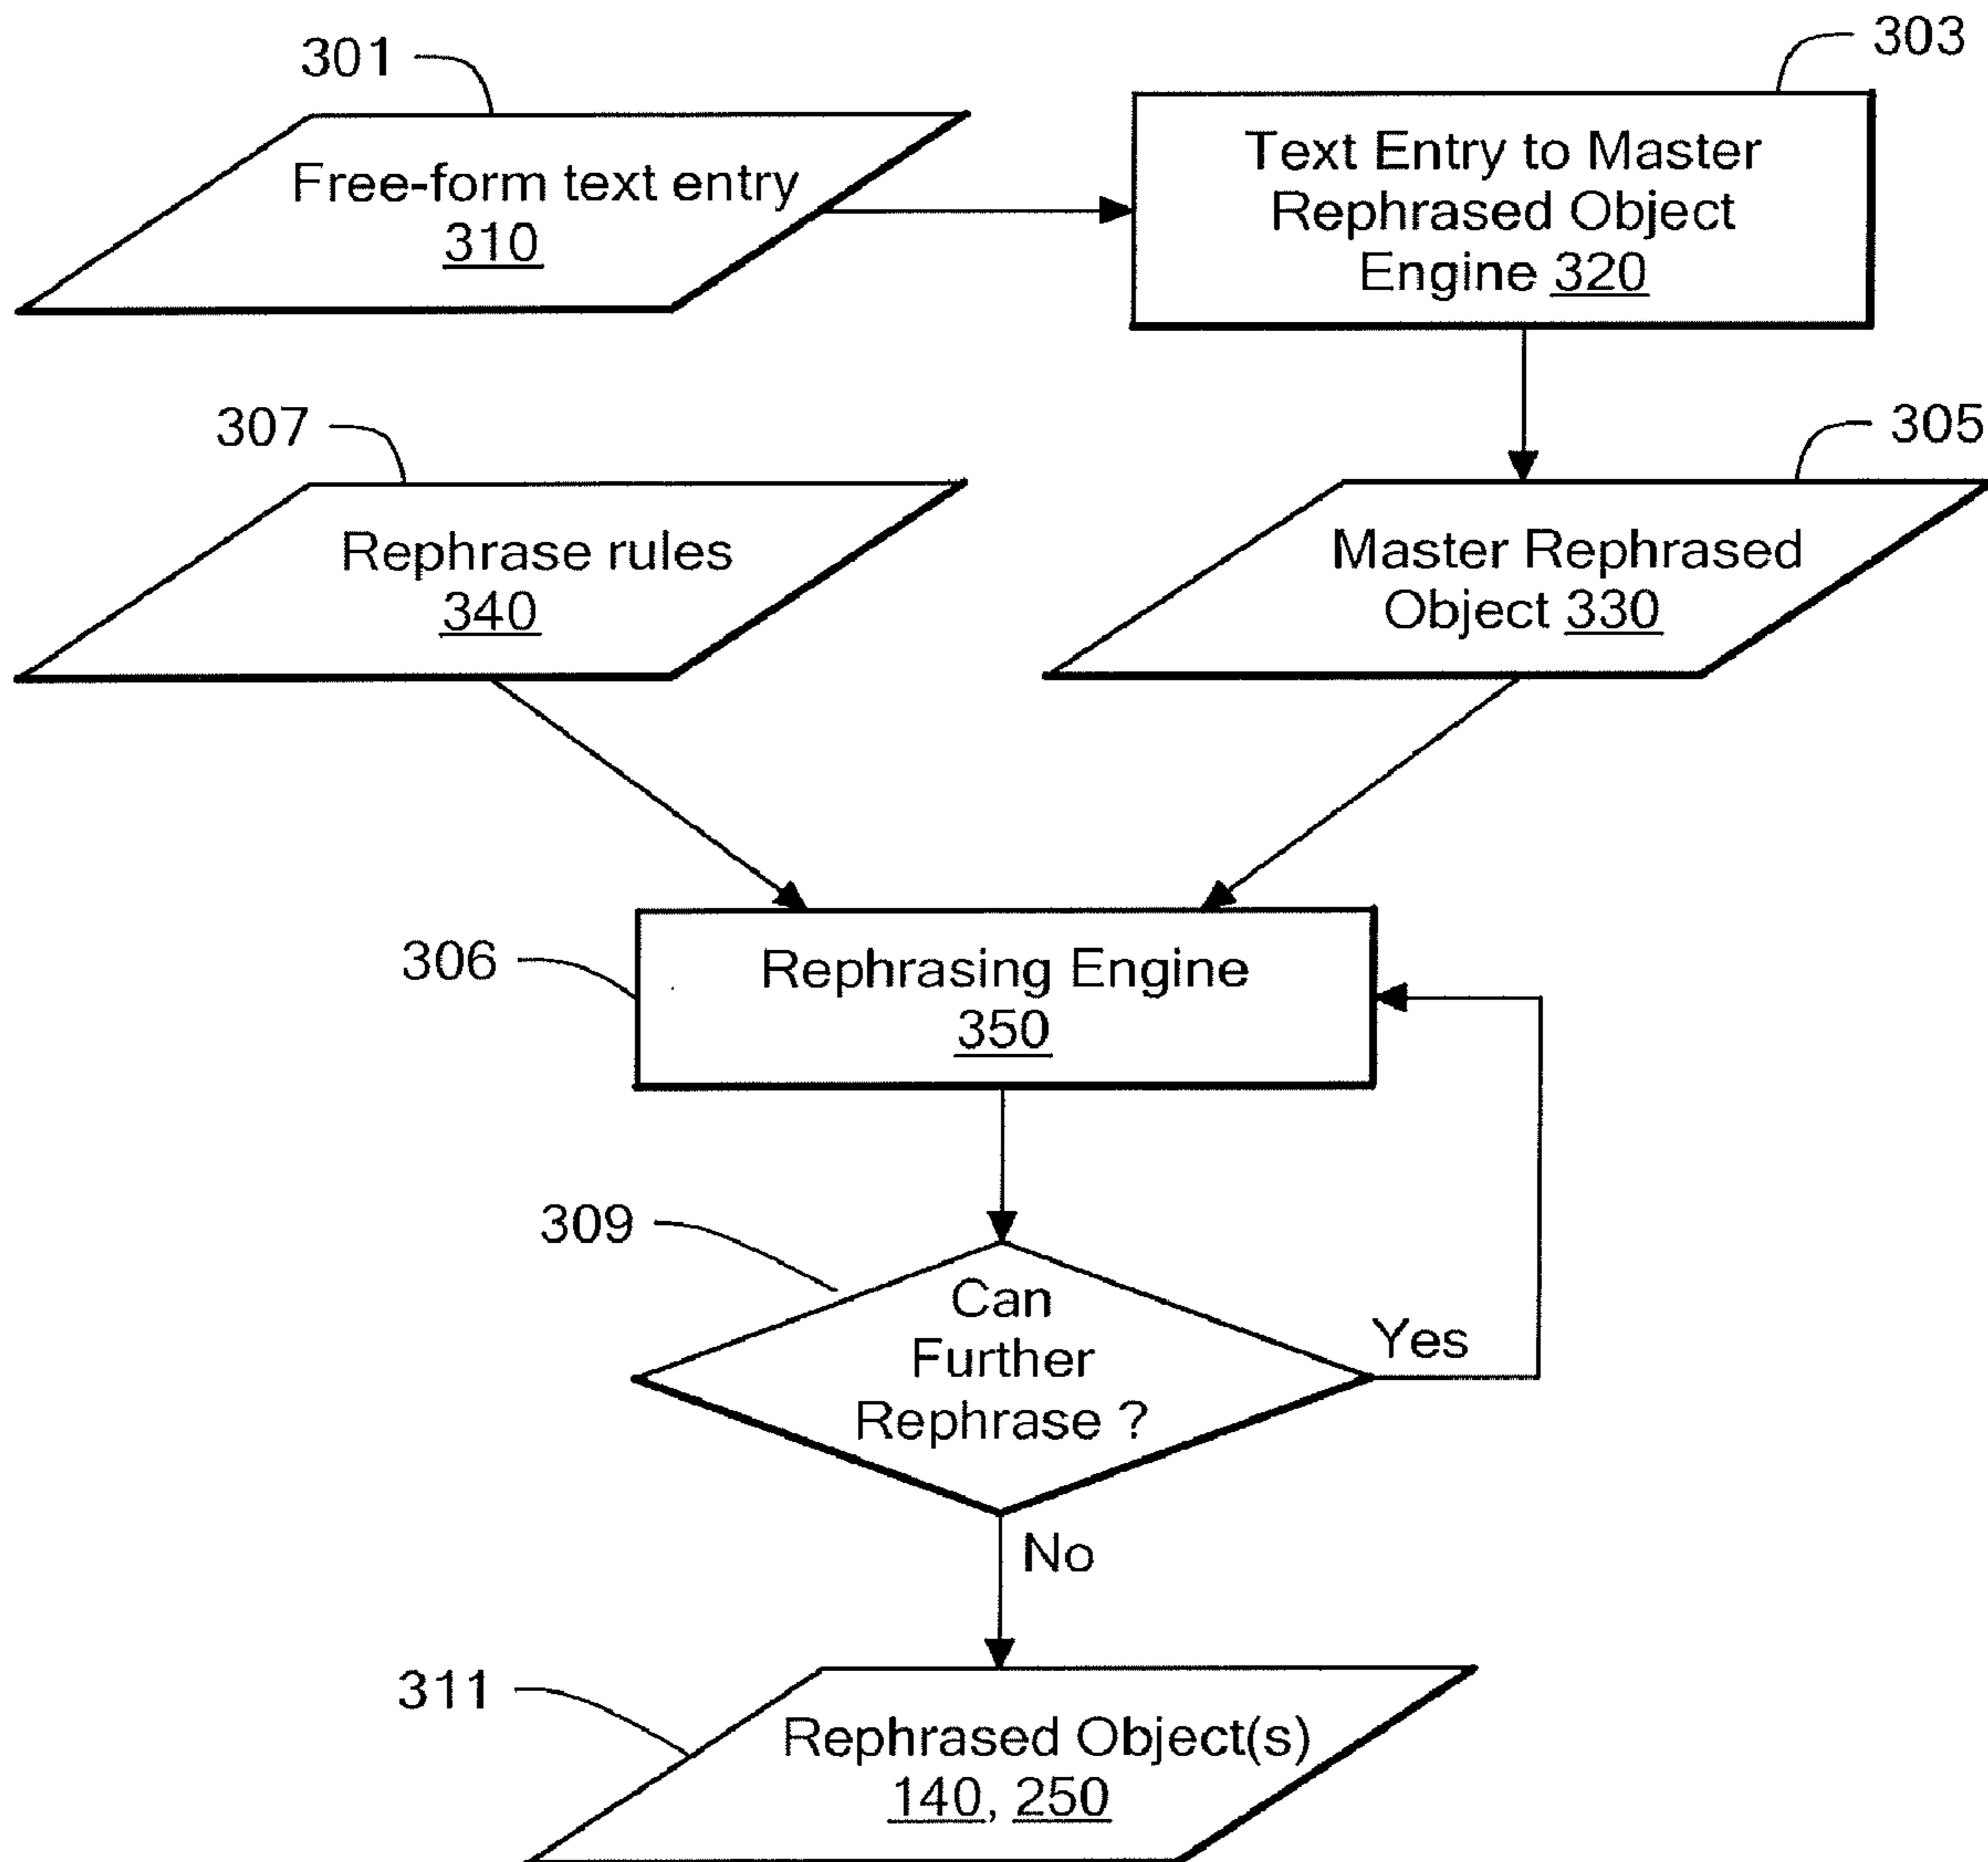 301
303
Free-form text entry
310
Text Entry to Master
Rephrased Object
Engine 320
307
305
Rephrase rules
340
Master Rephrased
Object 330
306
Rephrasing Engine
350
309
Can
Further
Rephrase ?
Yes
No
311
Rephrased Object(s)
140, 250